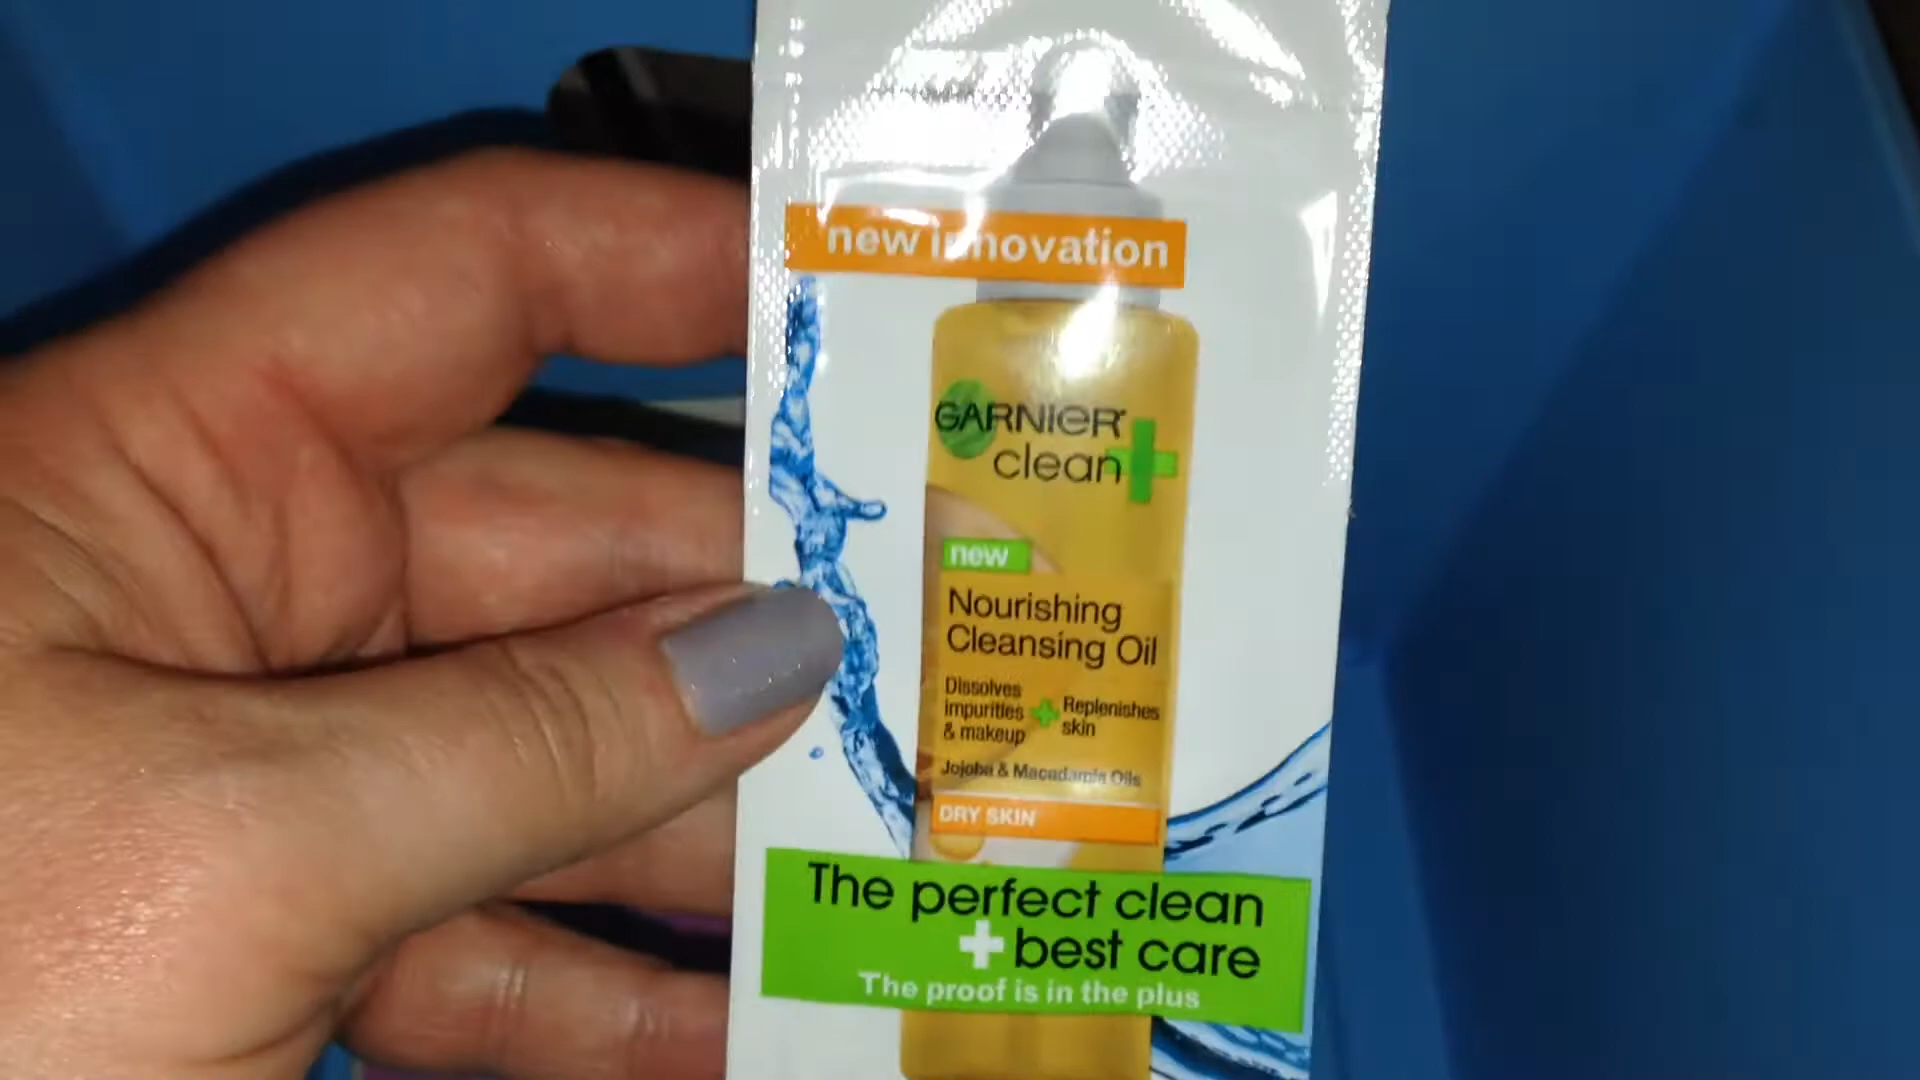 new innovation
GARNIER
clean+
new
Nourishing
Cleansing Oil
Dissolves
impurities
& makeup
+
Replenishes
skin
Jojoba & Macadamia Oils
DRY SKIN
The perfect clean
+ best care
The proof is in the plus